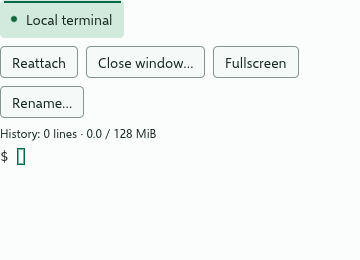 Local terminal
Reattach Close window... Fullscreen
Rename...
History: 0 lines · 0.0 / 128 MiB
$